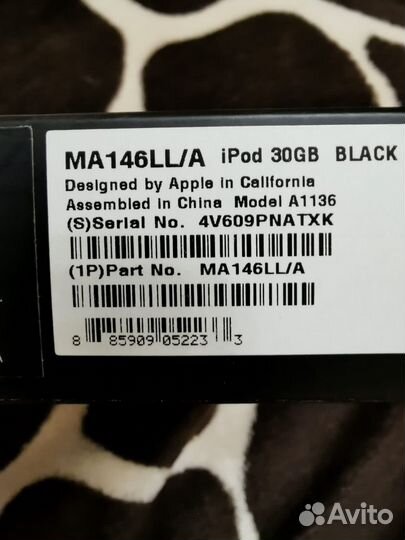 MA146LL/A iPod 30GB BLACK
Designed by Apple in California
Assembled in China Model A1136
(S)Serial No. 4V609PNATXK
(1P)Part No. MA146LL/A
8 85909 05223 3
Avito